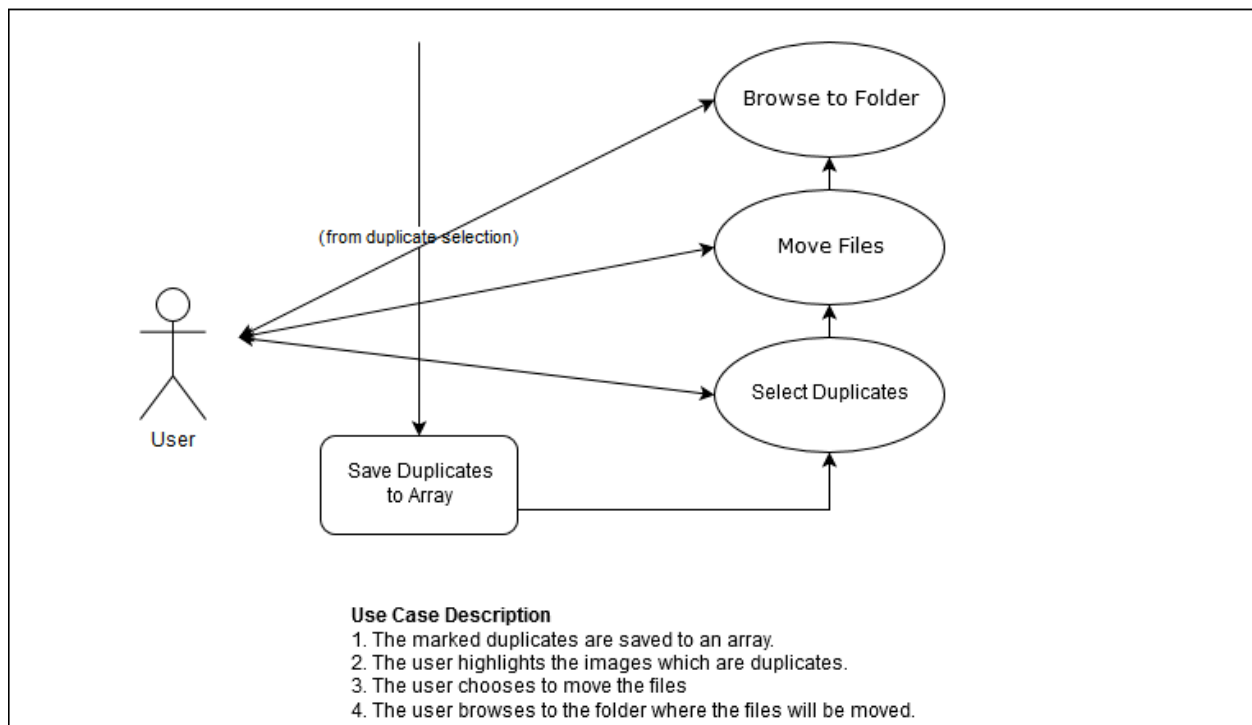 Browse to Folder
(from duplicate selection)
Move Files
Select Duplicates
User
Save Duplicates
to Array
Use Case Description
1. The marked duplicates are saved to an array.
2. The user highlights the images which are duplicates.
3. The user chooses to move the files
4. The user browses to the folder where the files will be moved.